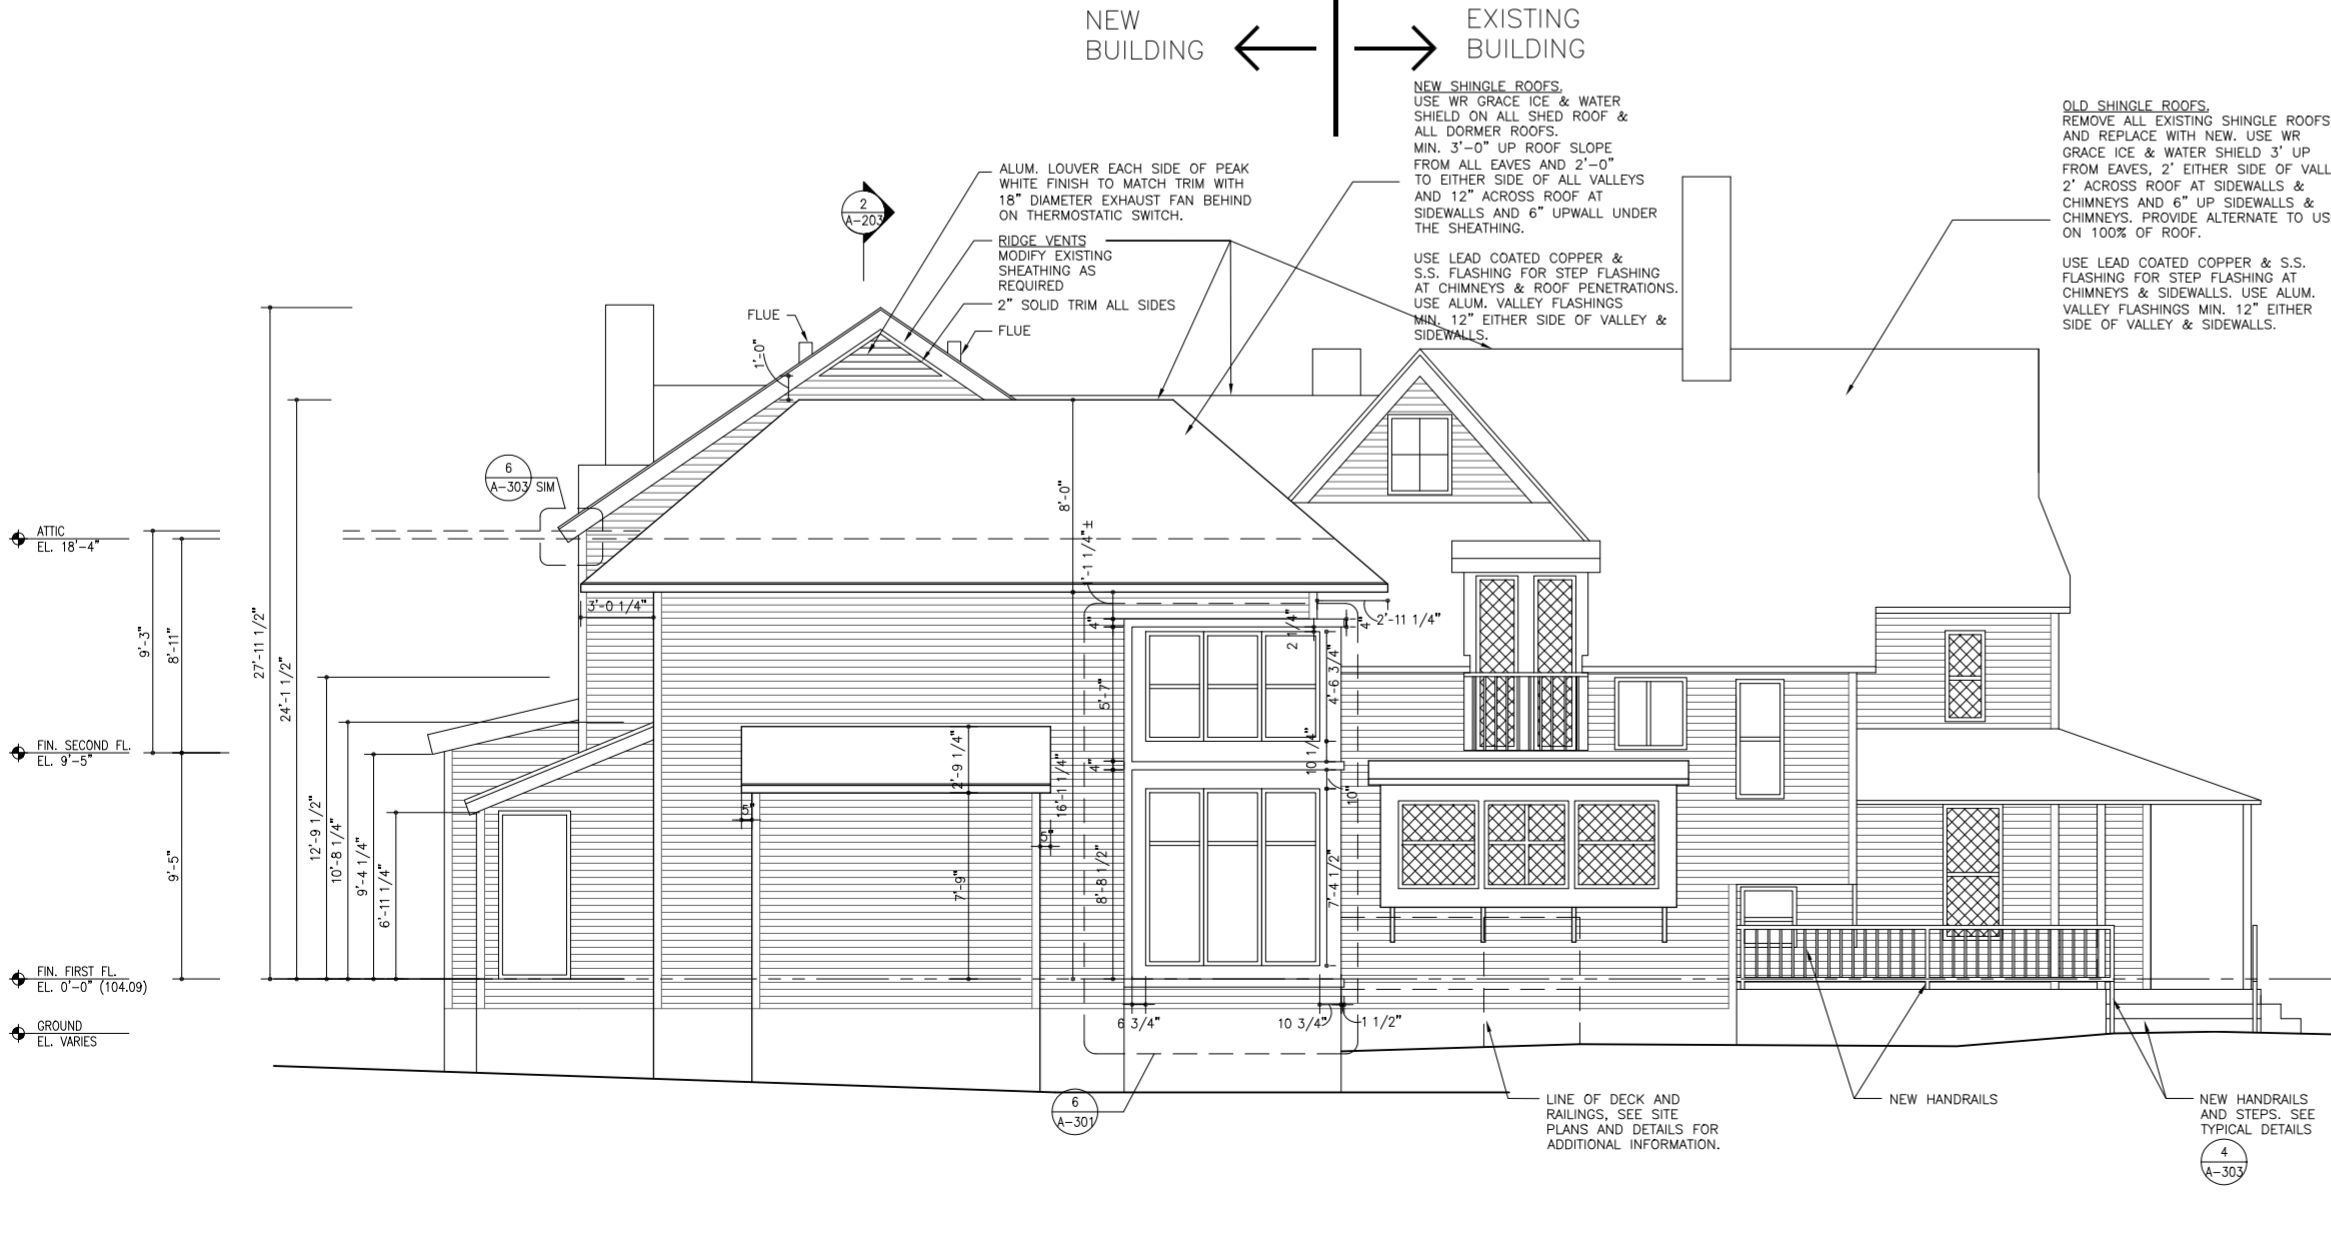 NEW
BUILDING
EXISTING
BUILDING
NEW SHINGLE ROOFS.
USE WR GRACE ICE & WATER
SHIELD ON ALL SHED ROOF &
ALL DORMER ROOFS.
MIN. 3'-0" UP ROOF SLOPE
FROM ALL EAVES AND 2'-0"
TO EITHER SIDE OF ALL VALLEYS
AND 12" ACROSS ROOF AT
SIDEWALLS AND 6" UPWALL UNDER
THE SHEATHING.
USE LEAD COATED COPPER &
S.S. FLASHING FOR STEP FLASHING
AT CHIMNEYS & ROOF PENETRATIONS.
USE ALUM. VALLEY FLASHINGS
MIN. 12" EITHER SIDE OF VALLEY &
SIDEWALLS.
OLD SHINGLE ROOFS.
REMOVE ALL EXISTING SHINGLE ROOFS
AND REPLACE WITH NEW. USE WR
GRACE ICE & WATER SHIELD 3' UP
FROM EAVES, 2' EITHER SIDE OF VALL
2' ACROSS ROOF AT SIDEWALLS &
CHIMNEYS AND 6" UP SIDEWALLS &
CHIMNEYS. PROVIDE ALTERNATE TO US
ON 100% OF ROOF.
USE LEAD COATED COPPER & S.S.
FLASHING FOR STEP FLASHING AT
CHIMNEYS & SIDEWALLS. USE ALUM.
VALLEY FLASHINGS MIN. 12" EITHER
SIDE OF VALLEY & SIDEWALLS.
ALUM. LOUVER EACH SIDE OF PEAK
WHITE FINISH TO MATCH TRIM WITH
18" DIAMETER EXHAUST FAN BEHIND
ON THERMOSTATIC SWITCH.
2
A-203
RIDGE VENTS
MODIFY EXISTING
SHEATHING AS
REQUIRED
2" SOLID TRIM ALL SIDES
FLUE
FLUE
1'-0"
6
A-303 SIM
8'-0"
ATTIC
EL. 18'-4"
'-1 1/4"±
3'-0 1/4"
2'-11 1/4"
4"
4"
2 1/4"
27'-11 1/2"
9'-3"
8'-11"
24'-1 1/2"
5'-7"
4'-6 3/4"
FIN. SECOND FL.
EL. 9'-5"
2'-9 1/4"
10 1/4"
4"
16'-1 1/4"
10"
5"
5"
12'-9 1/2"
10'-8 1/4"
9'-4 1/4"
6'-11 1/4"
9'-5"
7'-9"
8'-8 1/2"
7'-4 1/2"
FIN. FIRST FL.
EL. 0'-0" (104.09)
GROUND
EL. VARIES
6 3/4"
10 3/4"
1 1/2"
6
A-301
LINE OF DECK AND
RAILINGS, SEE SITE
PLANS AND DETAILS FOR
ADDITIONAL INFORMATION.
NEW HANDRAILS
NEW HANDRAILS
AND STEPS. SEE
TYPICAL DETAILS
4
A-303